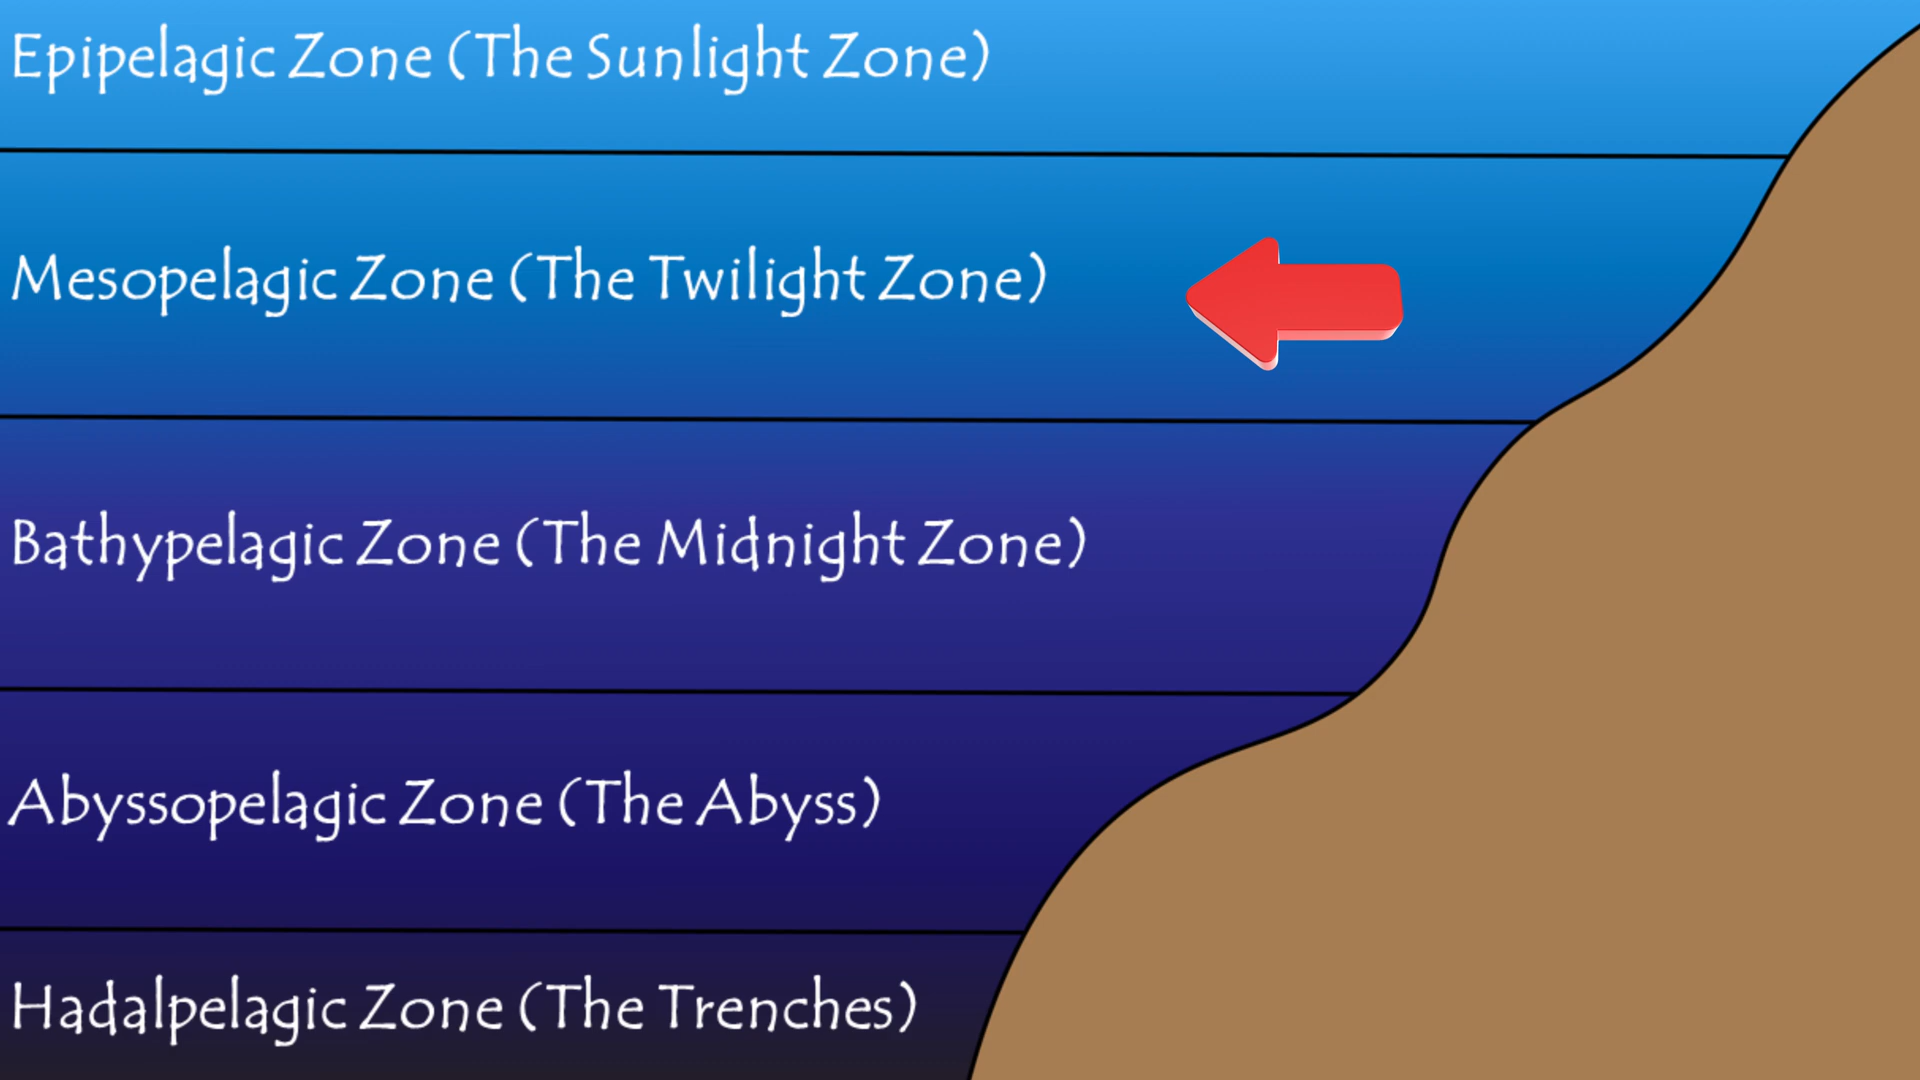 Epipelagic Zone (The Sunlight Zone)
Mesopelagic Zone (The Twilight Zone)
Bathypelagic Zone (The Midnight Zone)
Abyssopelagic Zone (The Abyss)
Hadalpelagic Zone (The Trenches)